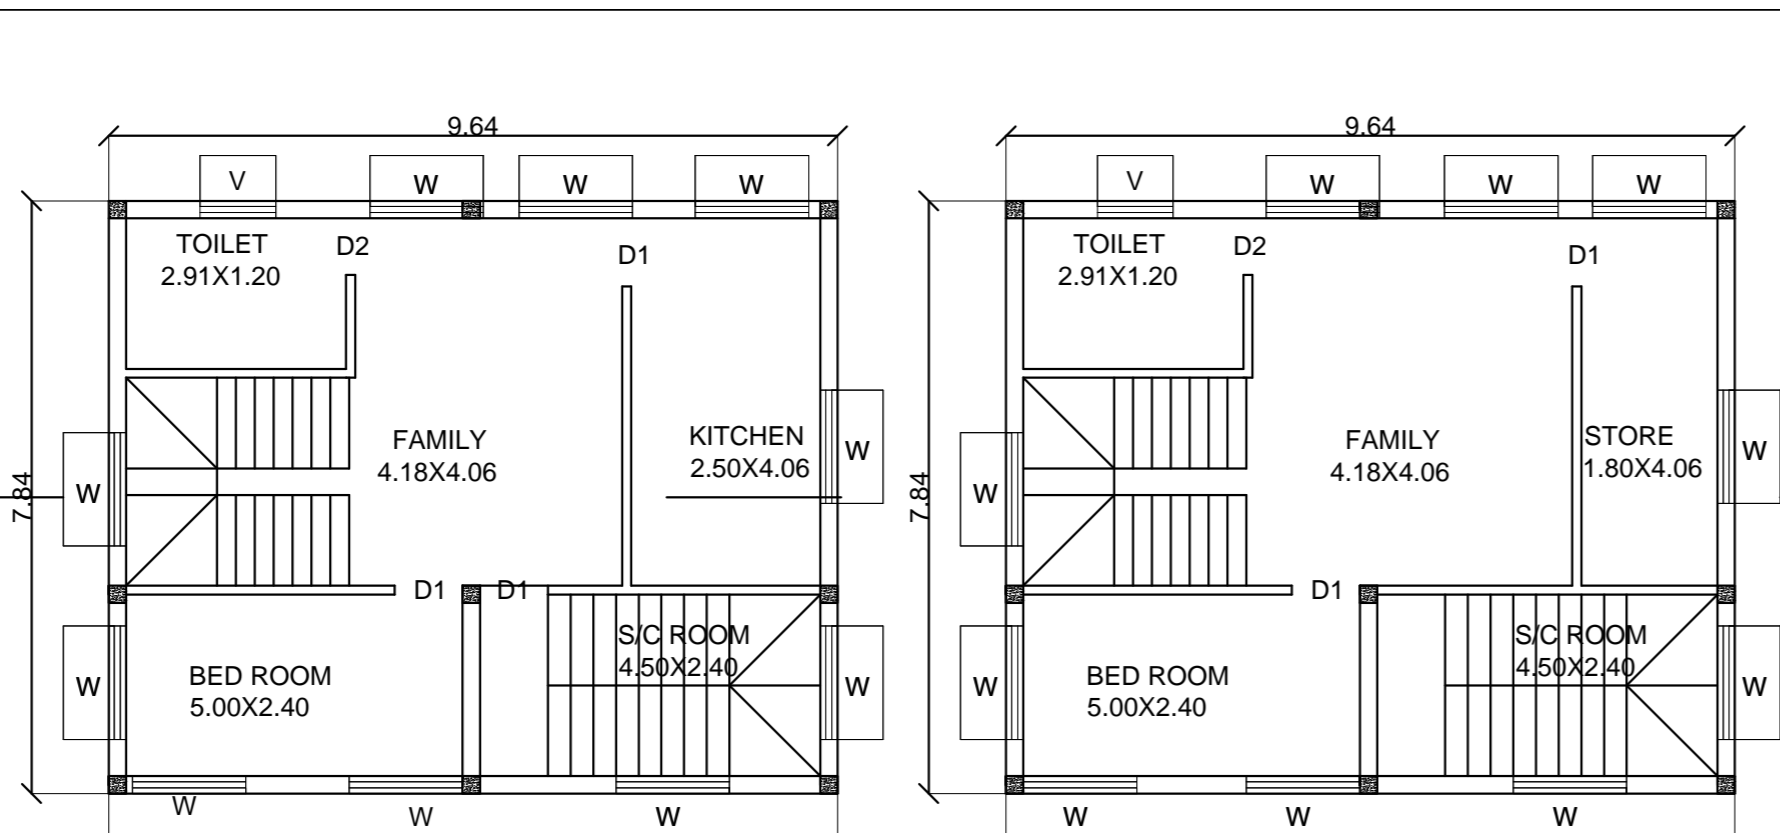 9.64
9.64
V
W
W
W
V
W
W
W
TOILET
2.91X1.20
D2
D1
TOILET
2.91X1.20
D2
D1
FAMILY
4.18X4.06
KITCHEN
2.50X4.06
W
FAMILY
4.18X4.06
STORE
1.80X4.06
W
7.84
W
7.84
W
D1
D1
D1
S/C ROOM
4.50X2.40
S/C ROOM
4.50X2.40
W
BED ROOM
5.00X2.40
W
W
BED ROOM
5.00X2.40
W
W
W
W
W
W
W